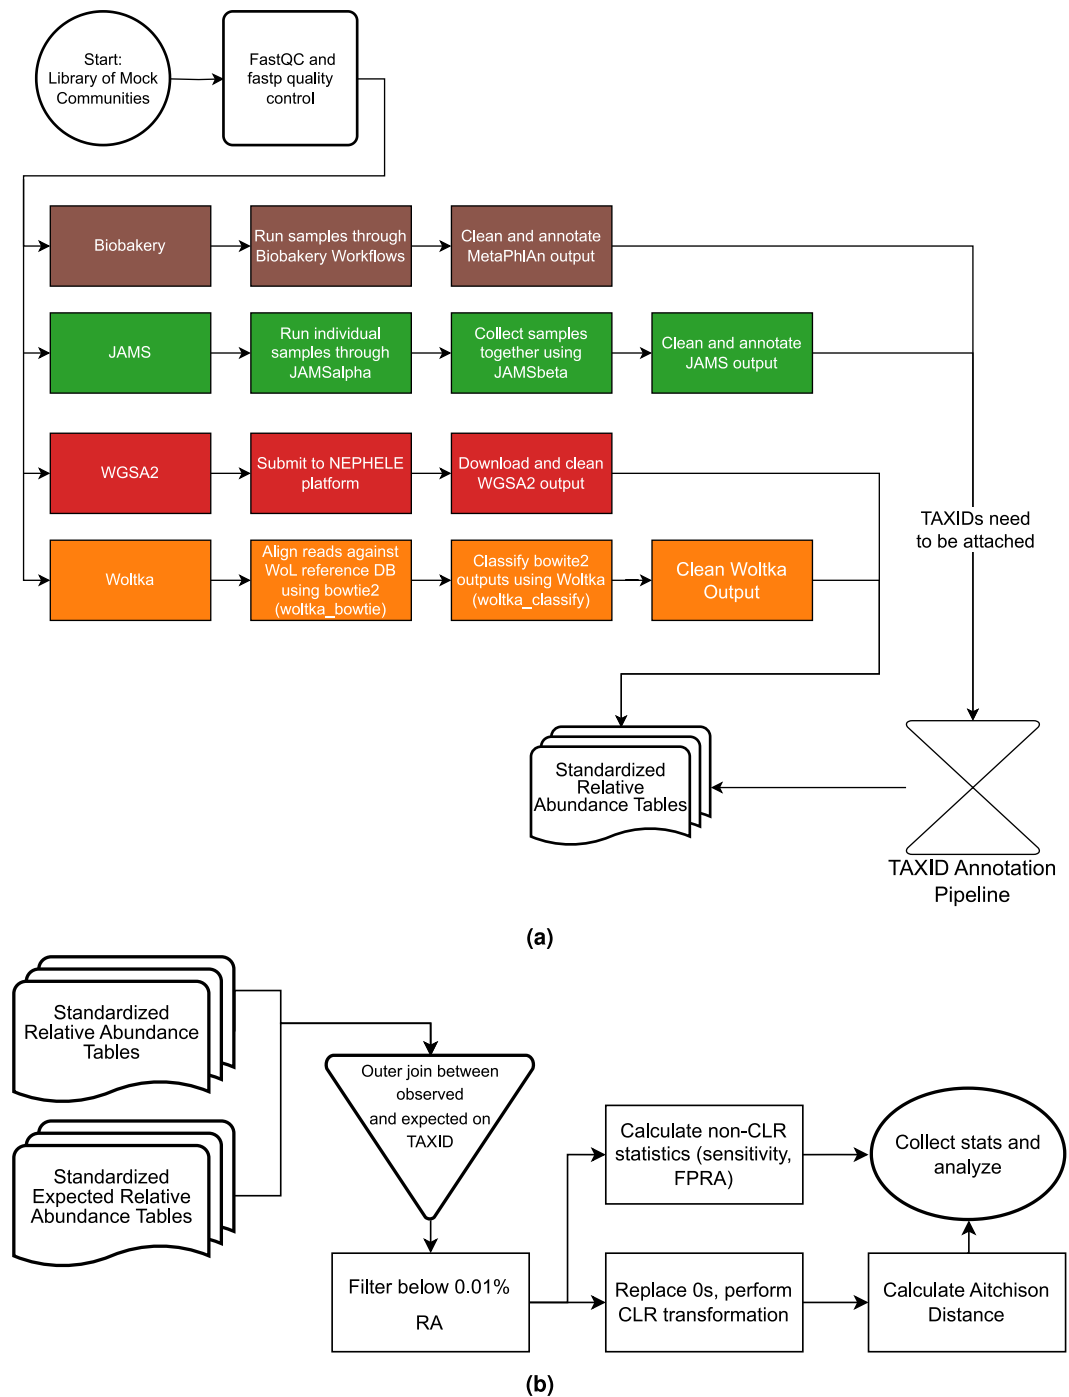 Start:
Library of Mock
Communities
FastQC and
fastp quality
control
Biobakery
Run samples through
Biobakery Workflows
Clean and annotate
MetaPhlAn output
JAMS
Run individual
samples through
JAMSalpha
Collect samples
together using
JAMSbeta
Clean and annotate
JAMS output
WGSA2
Submit to NEPHELE
platform
Download and clean
WGSA2 output
TAXIDs need
to be attached
Woltka
Align reads against
WoL reference DB
using bowtie2
(woltka_bowtie)
Classify bowite2
outputs using Woltka
(woltka_classify)
Clean Woltka
Output
Standardized
Relative
Abundance Tables
TAXID Annotation
Pipeline
(a)
Standardized
Relative Abundance
Tables
Standardized
Expected Relative
Abundance Tables
Outer join between
observed
and expected on
TAXID
Filter below 0.01%
RA
Calculate non-CLR
statistics (sensitivity,
FPRA)
Replace 0s, perform
CLR transformation
Collect stats and
analyze
Calculate Aitchison
Distance
(b)